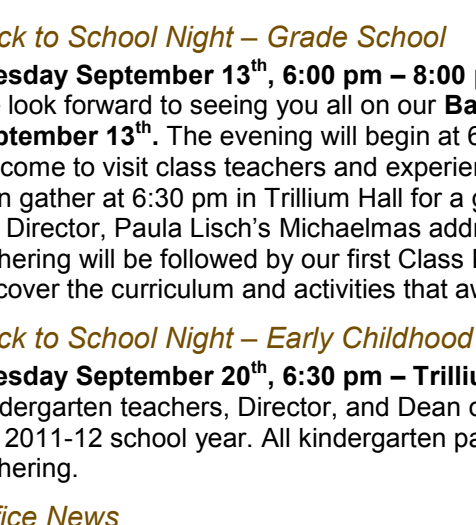 ck to School Night – Grade School
esday September 13th, 6:00 pm – 8:00 p
e look forward to seeing you all on our Ba
ptember 13th. The evening will begin at 6
come to visit class teachers and experien
n gather at 6:30 pm in Trillium Hall for a g
Director, Paula Lisch’s Michaelmas addr
hering will be followed by our first Class M
cover the curriculum and activities that aw
ck to School Night – Early Childhood
esday September 20th, 6:30 pm – Trilliu
dergarten teachers, Director, and Dean o
2011-12 school year. All kindergarten pa
hering.
fice News